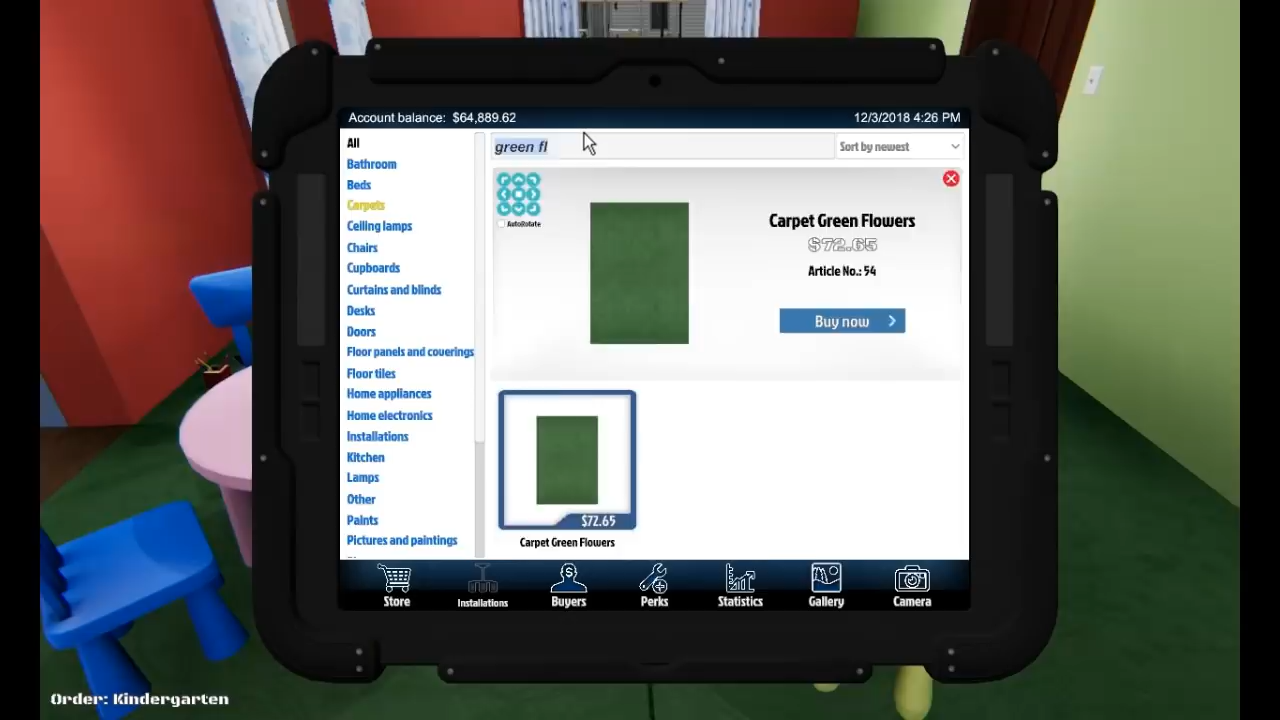 Account balance: $64,889.62
12/3/2018 4:26 PM
All
Bathroom
Beds
Carpets
Ceiling lamps
Chairs
Cupboards
Curtains and blinds
Desks
Doors
Floor panels and coverings
Floor tiles
Home appliances
Home electronics
Installations
Kitchen
Lamps
Other
Paints
Pictures and paintings
green fl
Sort by newest
AutoRotate
Carpet Green Flowers
$72.65
Article No.: 54
Buy now
$72.65
Carpet Green Flowers
Store
Installations
Buyers
Perks
Statistics
Gallery
Camera
Order: Kindergarten